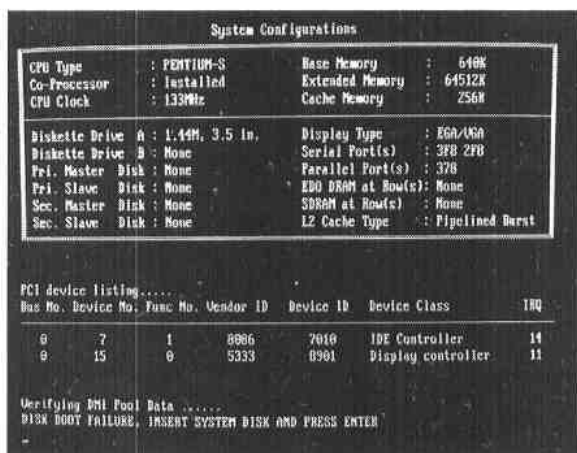 System Configurations
CPU Type : PENTIUM-S Base Memory : 640K
Co-Processor : Installed Extended Memory : 64512K
CPU Clock : 133MHz Cache Memory : 256K
Diskette Drive A : 1.44M, 3.5 in. Display Type : EGA/VGA
Diskette Drive B : None Serial Port(s) : 3F8 2F8
Pri. Master Disk : None Parallel Port(s) : 378
Pri. Slave Disk : None EDO DRAM at Row(s): None
Sec. Master Disk : None SDRAM at Row(s) : None
Sec. Slave Disk : None L2 Cache Type : Pipelined Burst
PCI device listing.....
Bus No. Device No. Func No. Vendor ID Device ID Device Class IRQ
0 7 1 8086 7010 IDE Controller 14
0 15 0 5333 8901 Display controller 11
Verifying DMI Pool Data ......
DISK BOOT FAILURE, INSERT SYSTEM DISK AND PRESS ENTER